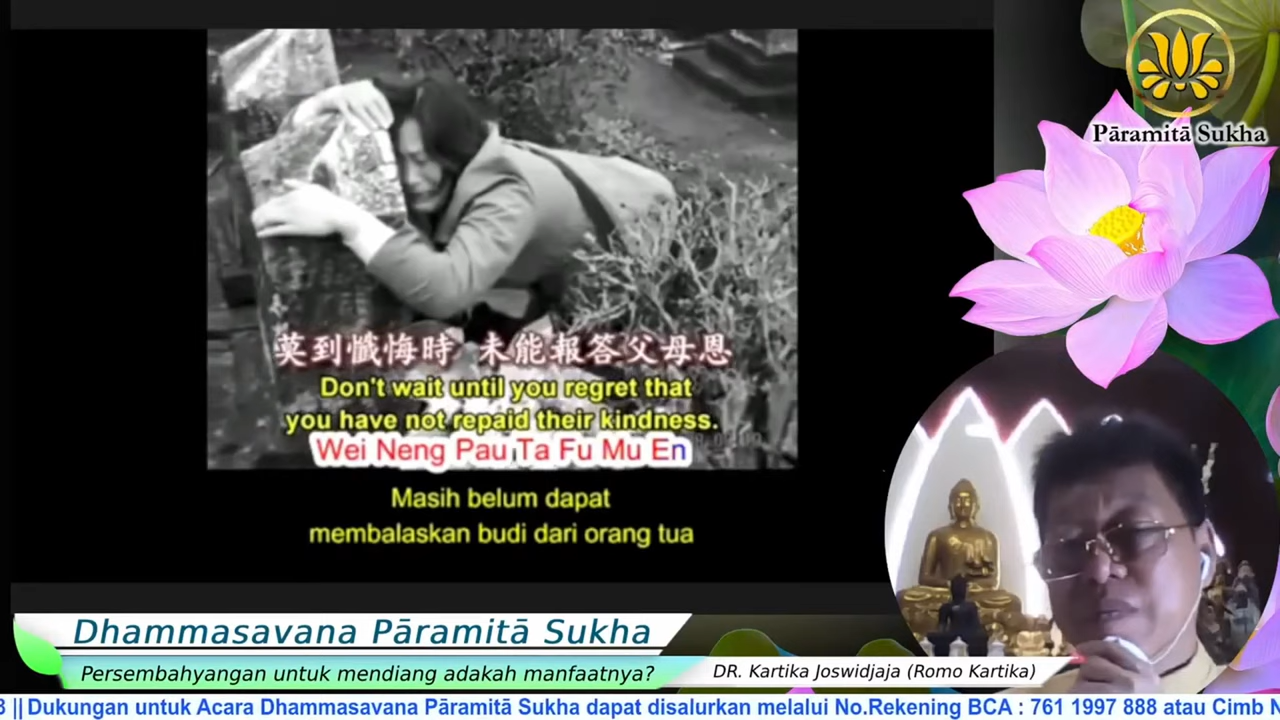 Pāramitā Sukha
莫到懺悔時 未能報答父母恩
Don't wait until you regret that
you have not repaid their kindness.
Wei Neng Pau Ta Fu Mu En
Masih belum dapat
membalaskan budi dari orang tua
Dhammasavana Pāramitā Sukha
Persembahyangan untuk mendiang adakah manfaatnya?
DR. Kartika Joswidjaja (Romo Kartika)
8 || Dukungan untuk Acara Dhammasavana Pāramitā Sukha dapat disalurkan melalui No.Rekening BCA : 761 1997 888 atau Cimb N